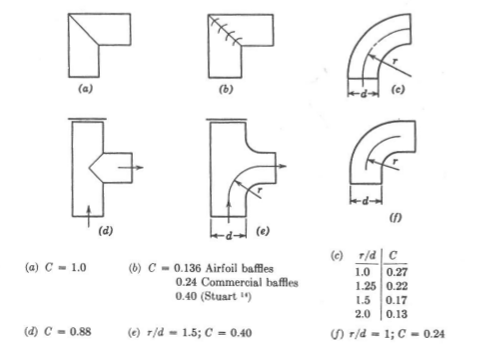 (a)
(b)
r
d
(c)
(d)
r
d
(e)
r
d
(f)
(a) C = 1.0
(b) C = 0.136 Airfoil baffles
0.24 Commercial baffles
0.40 (Stuart ¹⁴)
(c) r/d C
1.0 0.27
1.25 0.22
1.5 0.17
2.0 0.13
(d) C = 0.88
(e) r/d = 1.5; C = 0.40
(f) r/d = 1; C = 0.24